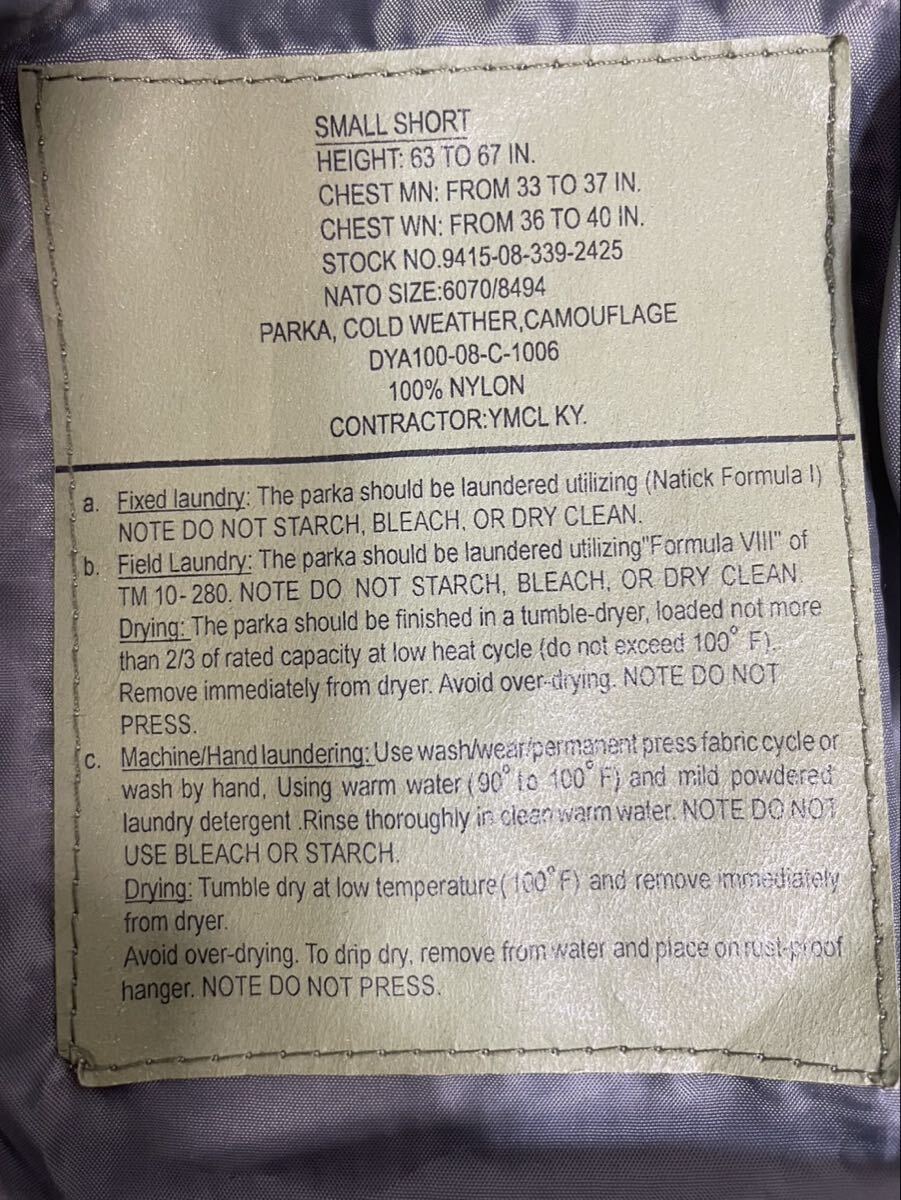 SMALL SHORT
HEIGHT: 63 TO 67 IN.
CHEST MN: FROM 33 TO 37 IN.
CHEST WN: FROM 36 TO 40 IN.
STOCK NO.9415-08-339-2425
NATO SIZE:6070/8494
PARKA, COLD WEATHER,CAMOUFLAGE
DYA100-08-C-1006
100% NYLON
CONTRACTOR:YMCL KY.
a. Fixed laundry: The parka should be laundered utilizing (Natick Formula I)
NOTE DO NOT STARCH, BLEACH, OR DRY CLEAN.
b. Field Laundry: The parka should be laundered utilizing"Formula VIII" of
TM 10-280. NOTE DO NOT STARCH, BLEACH, OR DRY CLEAN.
Drying: The parka should be finished in a tumble-dryer, loaded not more
than 2/3 of rated capacity at low heat cycle (do not exceed 100° F).
Remove immediately from dryer. Avoid over-drying. NOTE DO NOT
PRESS.
c. Machine/Hand laundering: Use wash/wear/permanent press fabric cycle or
wash by hand, Using warm water (90° to 100° F) and mild powdered
laundry detergent .Rinse thoroughly in clean warm water. NOTE DO NOT
USE BLEACH OR STARCH.
Drying: Tumble dry at low temperature( 100° F) and remove immediately
from dryer.
Avoid over-drying. To drip dry, remove from water and place on rust-proof
hanger. NOTE DO NOT PRESS.